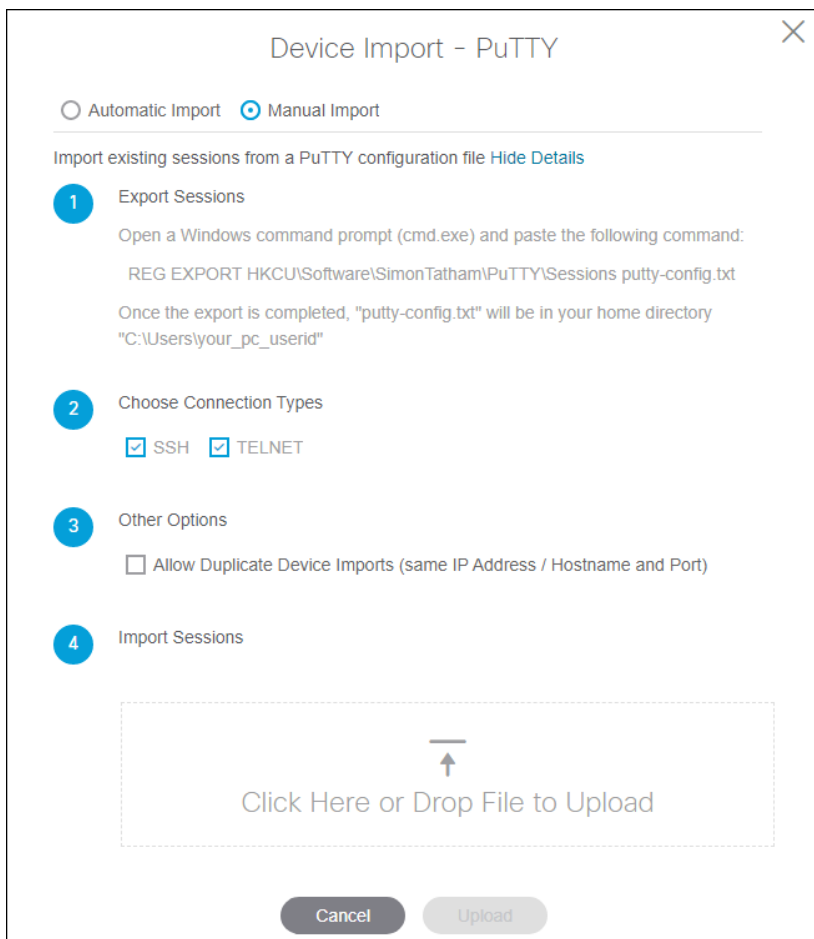 Device Import - PuTTY
Automatic Import Manual Import
Import existing sessions from a PuTTY configuration file Hide Details
1 Export Sessions
Open a Windows command prompt (cmd.exe) and paste the following command:
REG EXPORT HKCU\Software\SimonTatham\PuTTY\Sessions putty-config.txt
Once the export is completed, "putty-config.txt" will be in your home directory
"C:\Users\your_pc_userid"
2 Choose Connection Types
SSH TELNET
3 Other Options
Allow Duplicate Device Imports (same IP Address / Hostname and Port)
4 Import Sessions
Click Here or Drop File to Upload
Cancel Upload